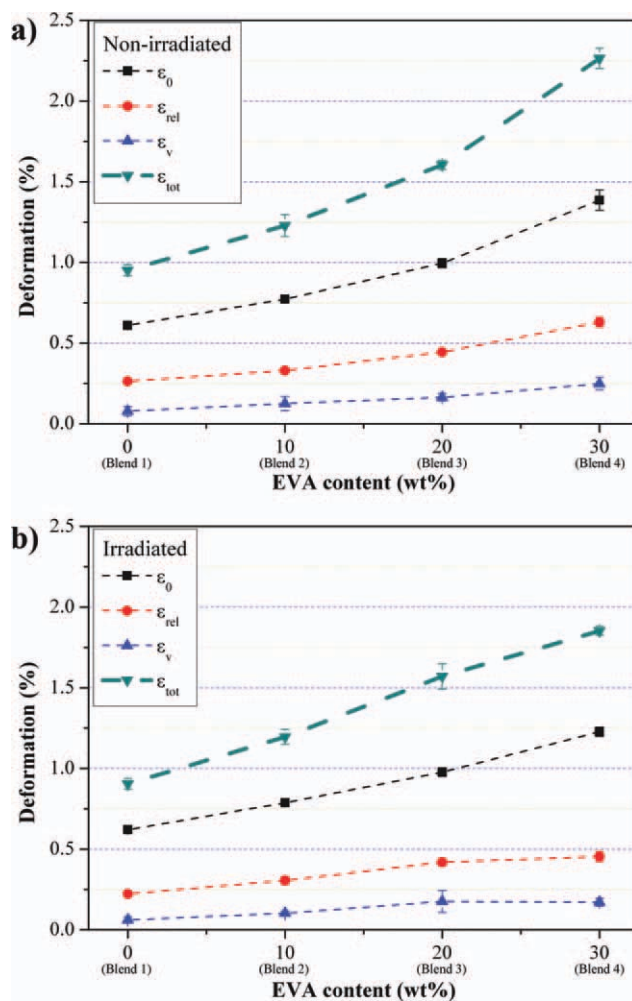 a)
2.5
2.0
1.5
1.0
0.5
0.0
Deformation (%)
Non-irradiated
ε0
εrel
εv
εtot
0 10 20 30
(Blend 1) (Blend 2) (Blend 3) (Blend 4)
EVA content (wt%)
b)
2.5
2.0
1.5
1.0
0.5
0.0
Deformation (%)
Irradiated
ε0
εrel
εv
εtot
0 10 20 30
(Blend 1) (Blend 2) (Blend 3) (Blend 4)
EVA content (wt%)